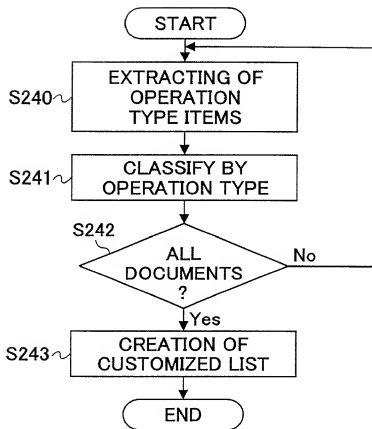 START
S240
EXTRACTING OF
OPERATION
TYPE ITEMS
S241
CLASSIFY BY
OPERATION TYPE
S242
ALL
DOCUMENTS
?
No
Yes
S243
CREATION OF
CUSTOMIZED LIST
END